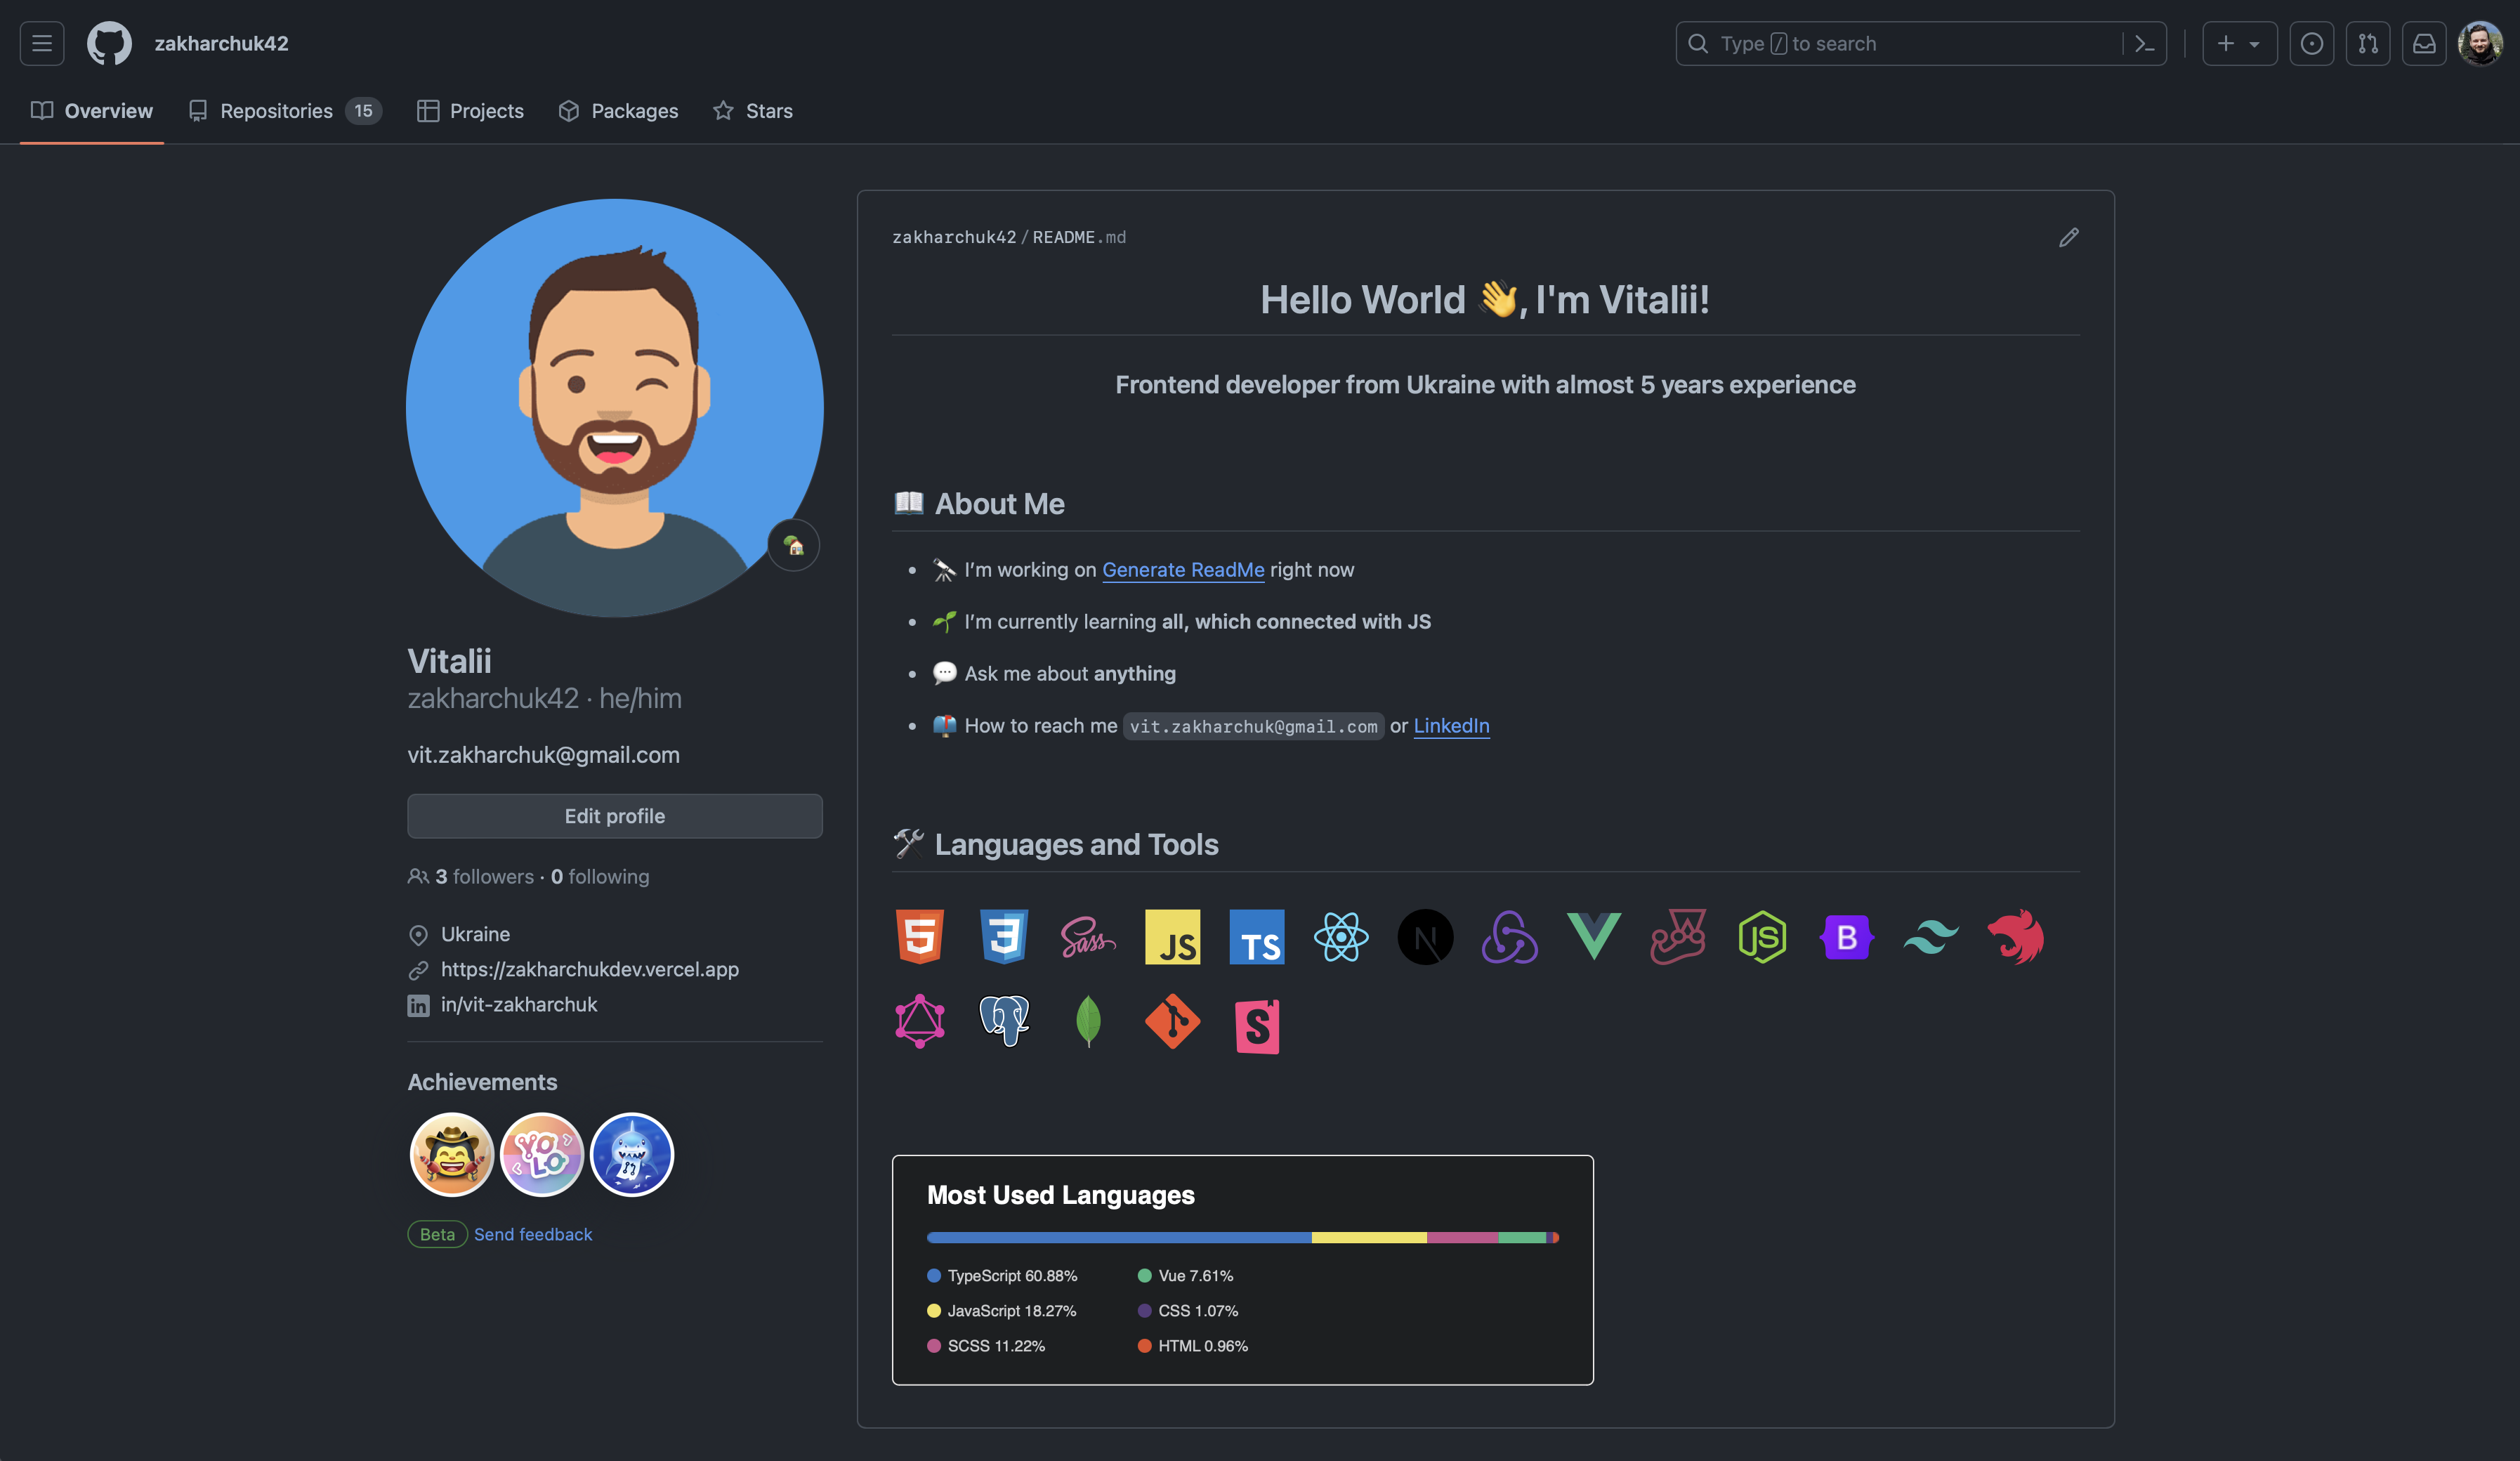 zakharchuk42
Type / to search
Overview
Repositories 15
Projects
Packages
Stars
Vitalii
zakharchuk42 · he/him
vit.zakharchuk@gmail.com
Edit profile
3 followers · 0 following
Ukraine
https://zakharchukdev.vercel.app
in/vit-zakharchuk
Achievements
YOLO
Beta Send feedback
zakharchuk42/README.md
Hello World 👋, I'm Vitalii!
Frontend developer from Ukraine with almost 5 years experience
📖 About Me
🔭 I’m working on Generate ReadMe right now
🌱 I’m currently learning all, which connected with JS
💬 Ask me about anything
📫 How to reach me vit.zakharchuk@gmail.com or LinkedIn
🛠 Languages and Tools
5 3 Sass JS TS N JS B
S
Most Used Languages
TypeScript 60.88%
JavaScript 18.27%
SCSS 11.22%
Vue 7.61%
CSS 1.07%
HTML 0.96%